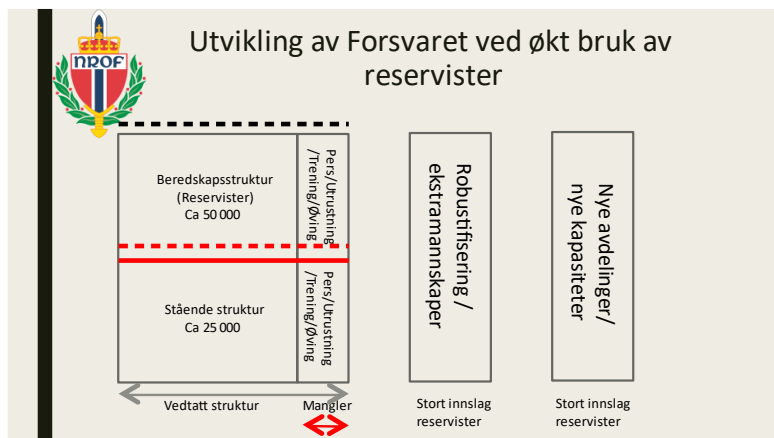 NROF
Utvikling av Forsvaret ved økt bruk av
reservister
Beredskapsstruktur
(Reservister)
Ca 50 000
Pers/Utrustning
/Trening/Øving
Stående struktur
Ca 25 000
Pers/Utrustning
/Trening/Øving
Robustifisering /
ekstramannskaper
Nye avdelinger/
nye kapasiteter
Vedtatt struktur
Mangler
Stort innslag
reservister
Stort innslag
reservister